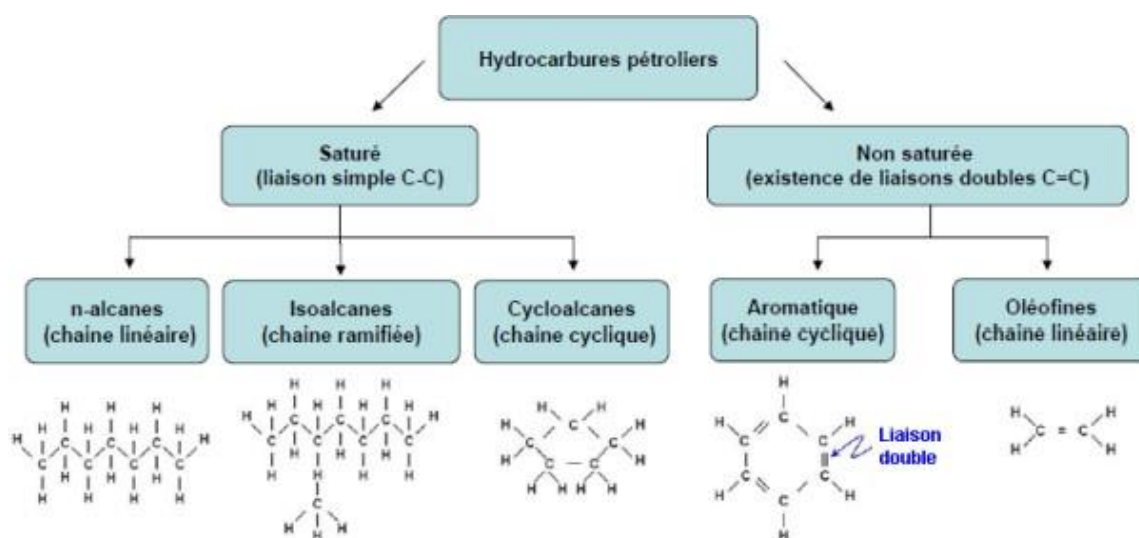 Hydrocarbures pétroliers
Saturé
(liaison simple C-C)
Non saturée
(existence de liaisons doubles C=C)
n-alcanes
(chaine linéaire)
Isoalcanes
(chaine ramifiée)
Cycloalcanes
(chaine cyclique)
Aromatique
(chaine cyclique)
Oléofines
(chaine linéaire)
Liaison
double